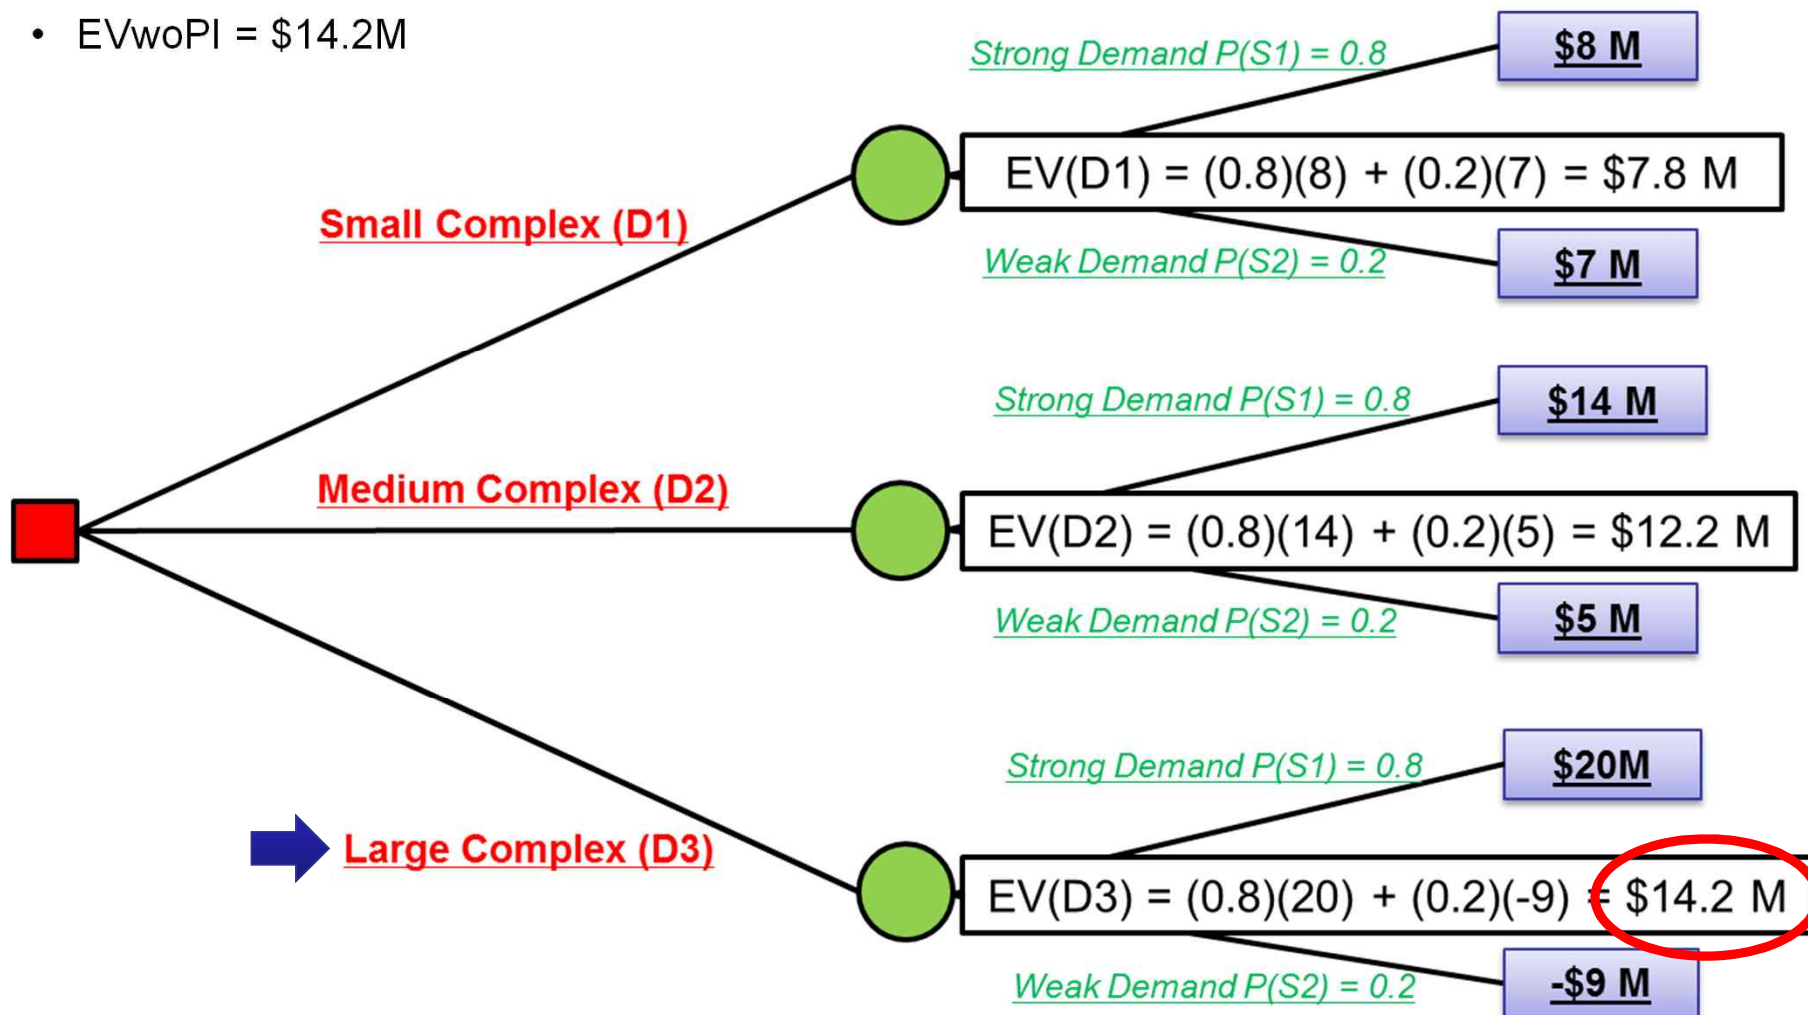 • EVwoPI = $14.2M
Strong Demand P(S1) = 0.8
$8 M
EV(D1) = (0.8)(8) + (0.2)(7) = $7.8 M
Small Complex (D1)
Weak Demand P(S2) = 0.2
$7 M
Strong Demand P(S1) = 0.8
$14 M
Medium Complex (D2)
EV(D2) = (0.8)(14) + (0.2)(5) = $12.2 M
Weak Demand P(S2) = 0.2
$5 M
Strong Demand P(S1) = 0.8
$20M
Large Complex (D3)
EV(D3) = (0.8)(20) + (0.2)(-9) = $14.2 M
Weak Demand P(S2) = 0.2
-$9 M